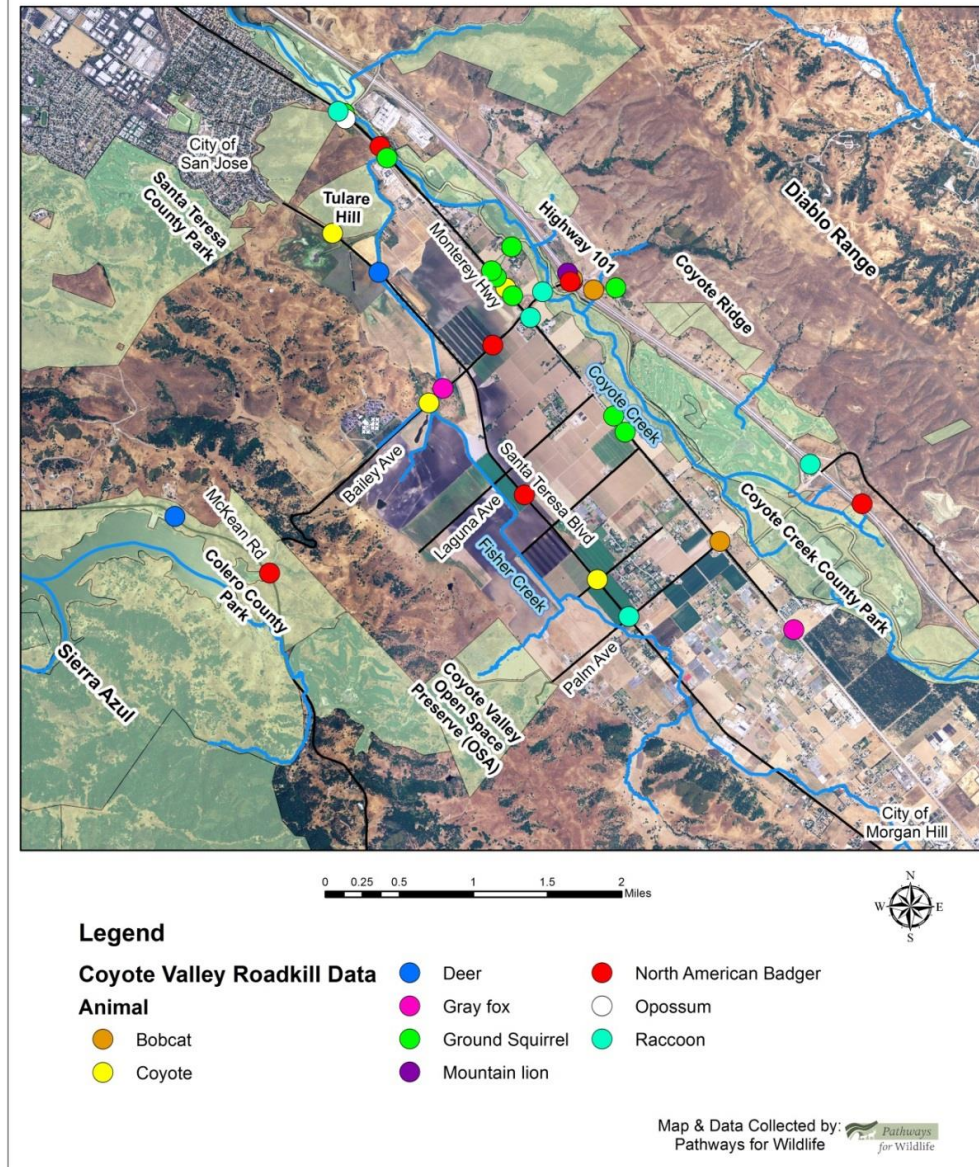 City of
San Jose
Santa Teresa
County Park
Tulare
Hill
Monterey Hwy
Highway 101
Diablo Range
Coyote Ridge
Coyote Creek
Bailey Ave
Laguna Ave
Santa Teresa Blvd
Fisher Creek
McKean Rd
Colero County
Park
Sierra Azul
Coyote Creek County Park
Palm Ave
Coyote Valley
Open Space
Preserve (OSA)
City of
Morgan Hill
0 0.25 0.5 1 1.5 2
Miles
N
W E
S
Legend
Coyote Valley Roadkill Data
Animal
Bobcat
Coyote
Deer
Gray fox
Ground Squirrel
Mountain lion
North American Badger
Opossum
Raccoon
Map & Data Collected by:
Pathways for Wildlife
Pathways
for Wildlife